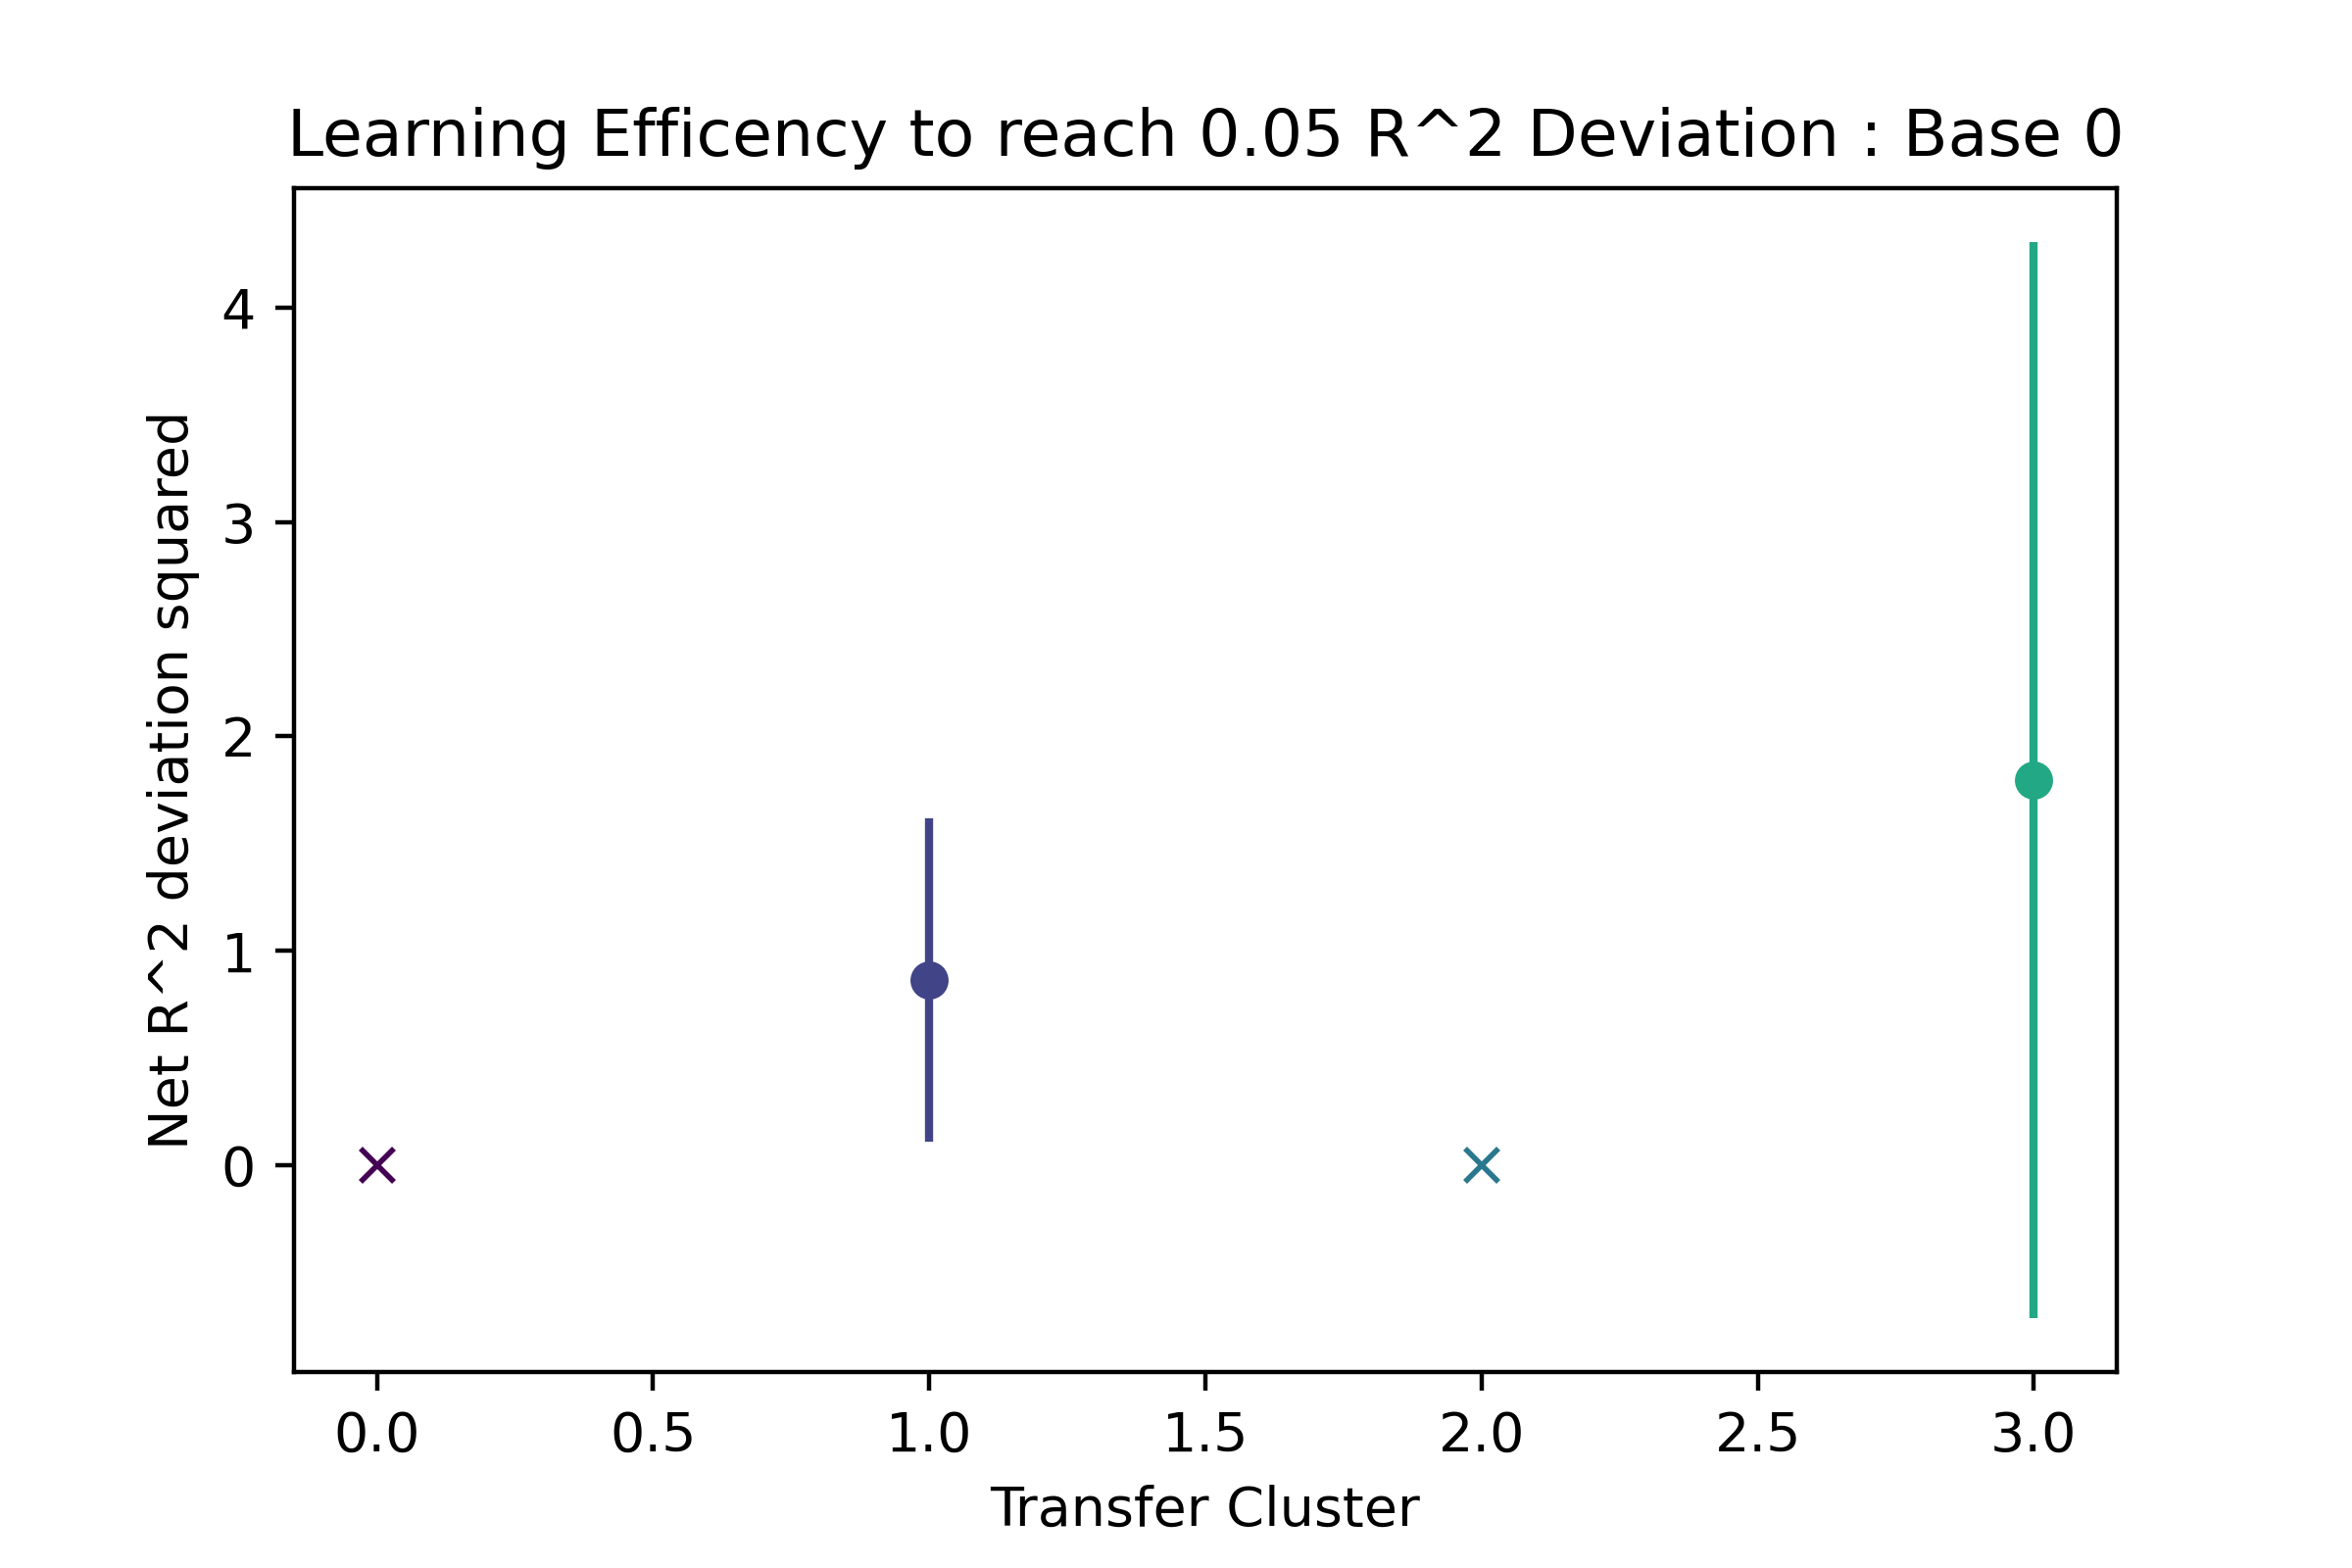 Learning Efficency to reach 0.05 R^2 Deviation : Base 0
Net R^2 deviation squared
4
3
2
1
0
0.0 0.5 1.0 1.5 2.0 2.5 3.0
Transfer Cluster